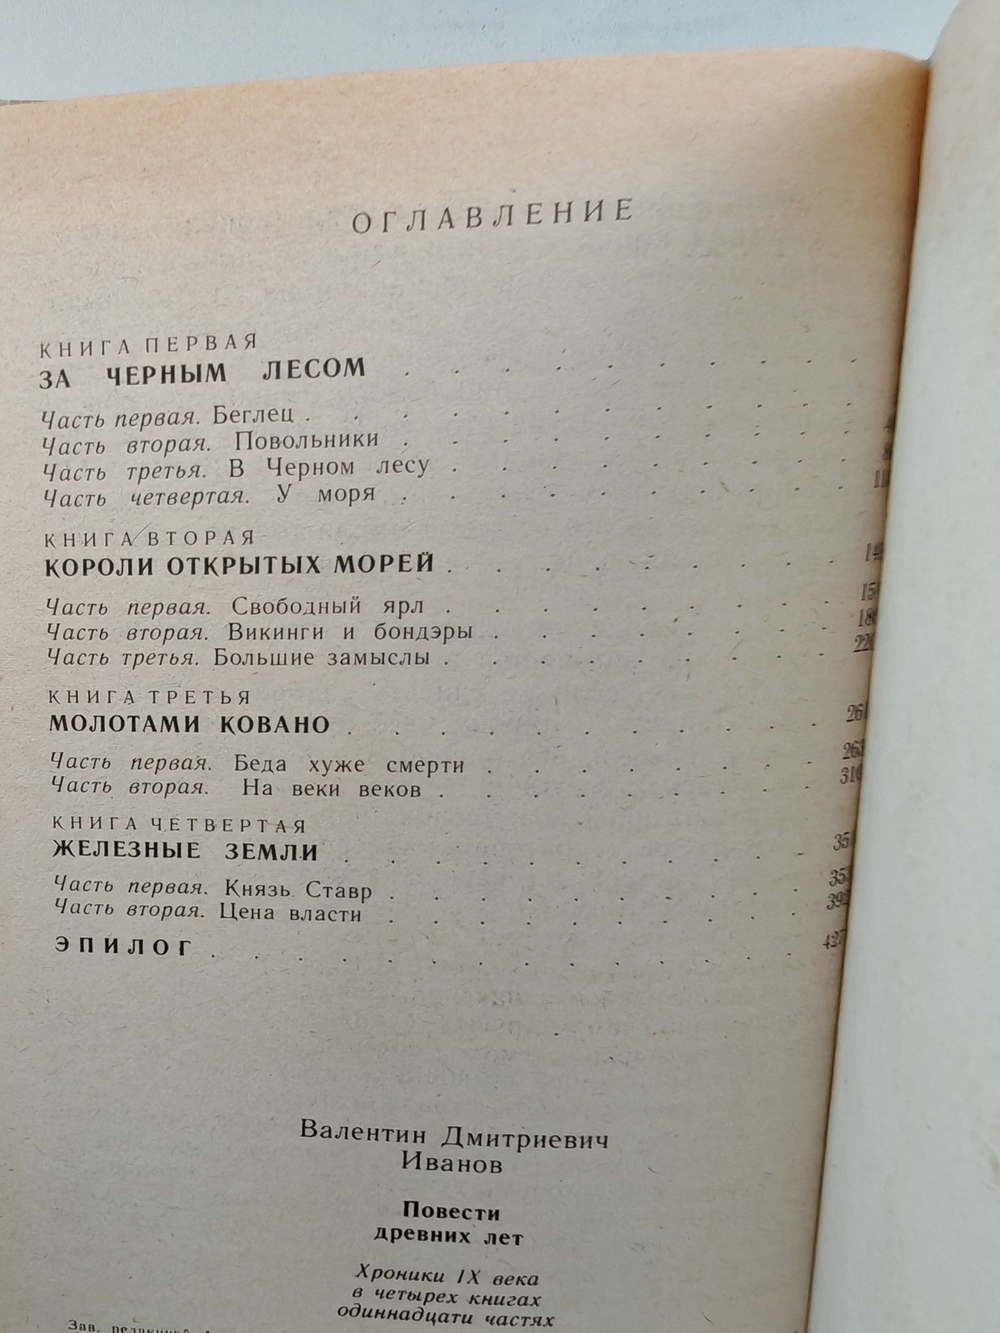 ОГЛАВЛЕНИЕ
КНИГА ПЕРВАЯ
ЗА ЧЕРНЫМ ЛЕСОМ . . . . . . . . . .
Часть первая. Беглец . . . . . . . . . .
Часть вторая. Повольники . . . . . . . . . .
Часть третья. В Черном лесу . . . . . . . . .
Часть четвертая. У моря . . . . . . . . . .
КНИГА ВТОРАЯ
КОРОЛИ ОТКРЫТЫХ МОРЕЙ . . . . . . . .
Часть первая. Свободный ярл . . . . . . . .
Часть вторая. Викинги и бондэры . . . . . . . .
Часть третья. Большие замыслы . . . . . . . .
КНИГА ТРЕТЬЯ
МОЛОТАМИ КОВАНО . . . . . . . . . .
Часть первая. Беда хуже смерти . . . . . . . .
Часть вторая. На веки веков . . . . . . . . .
КНИГА ЧЕТВЕРТАЯ
ЖЕЛЕЗНЫЕ ЗЕМЛИ . . . . . . . . . .
Часть первая. Князь Ставр . . . . . . . . .
Часть вторая. Цена власти . . . . . . . . .
ЭПИЛОГ . . . . . . . . . . . . 427
Валентин Дмитриевич
Иванов
Повести
древних лет
Хроники IX века
в четырех книгах
одиннадцати частях
Зав.